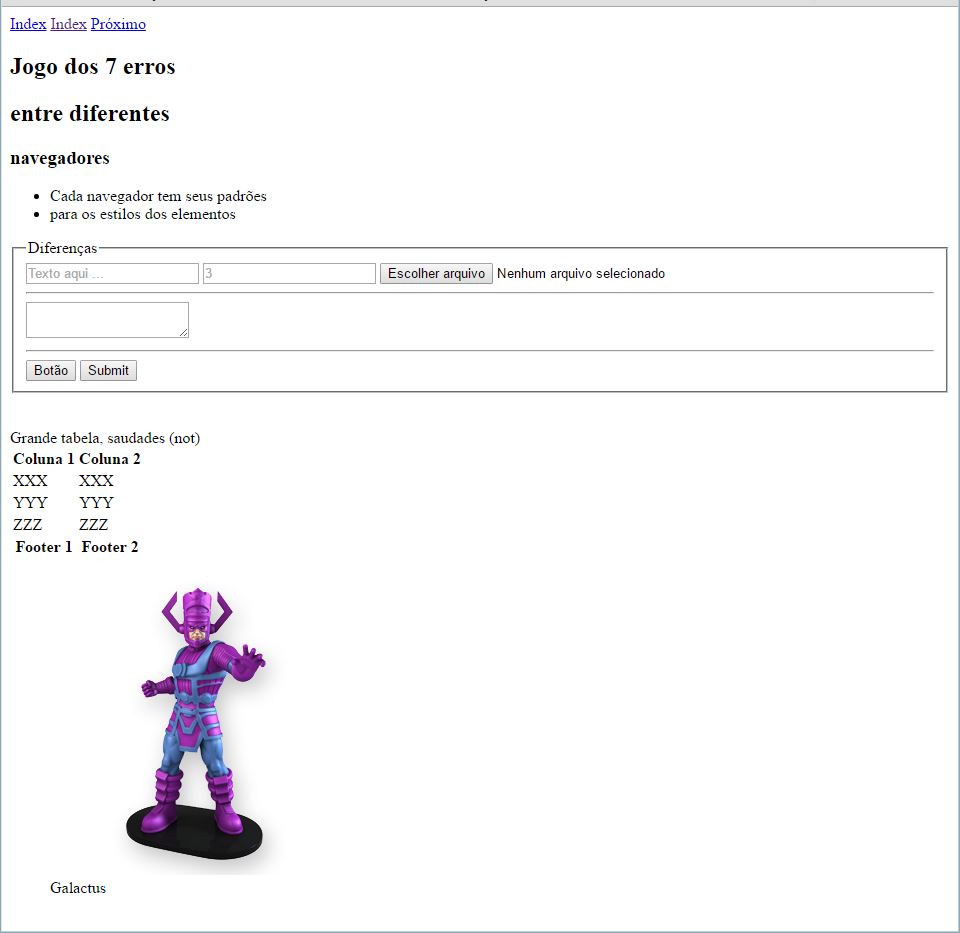 Index Index Próximo
Jogo dos 7 erros
entre diferentes
navegadores
Cada navegador tem seus padrões
para os estilos dos elementos
Diferenças
Texto aqui ... 3 Escolher arquivo Nenhum arquivo selecionado
Botão Submit
Grande tabela, saudades (not)
Coluna 1 Coluna 2
XXX XXX
YYY YYY
ZZZ ZZZ
Footer 1 Footer 2
Galactus